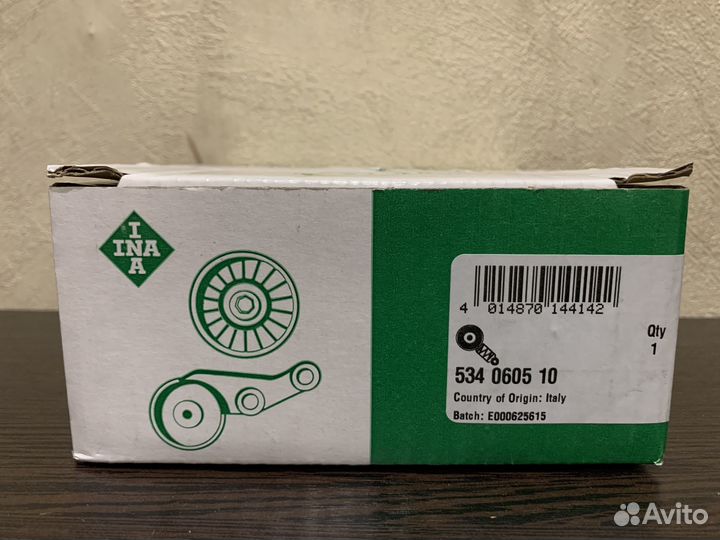 I
INA
A
4 014870 144142
Qty
1
534 0605 10
Country of Origin: Italy
Batch: E000625615
Avito